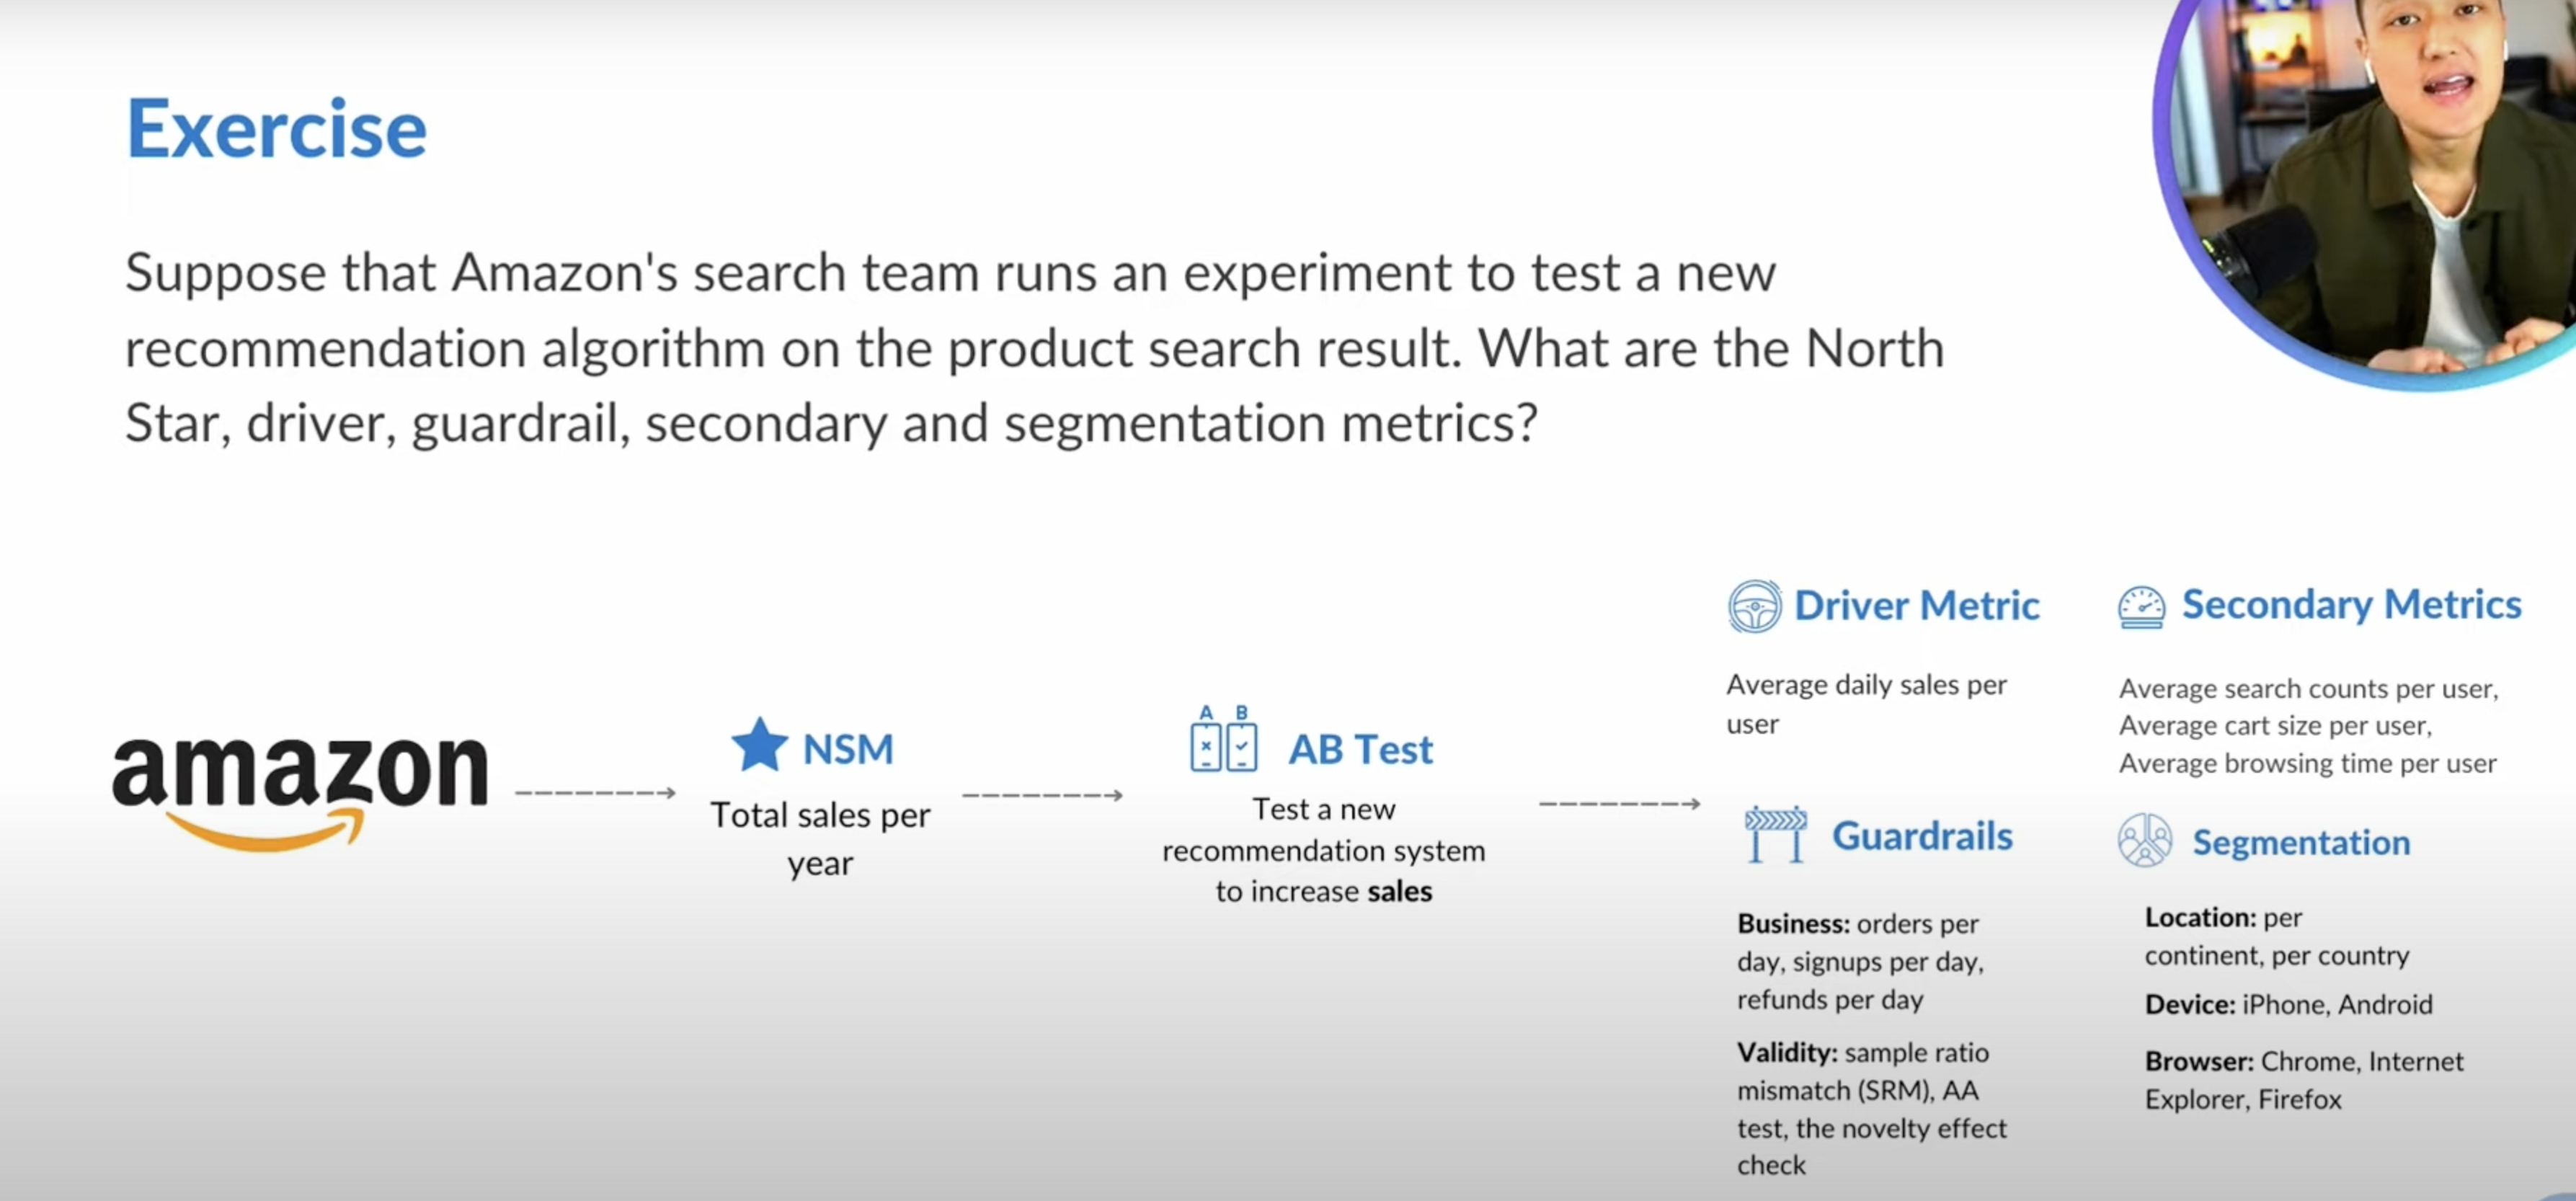 Exercise
Suppose that Amazon's search team runs an experiment to test a new
recommendation algorithm on the product search result. What are the North
Star, driver, guardrail, secondary and segmentation metrics?
amazon
NSM
Total sales per
year
A B
AB Test
Test a new
recommendation system
to increase sales
Driver Metric
Average daily sales per
user
Secondary Metrics
Average search counts per user,
Average cart size per user,
Average browsing time per user
Guardrails
Business: orders per
day, signups per day,
refunds per day
Validity: sample ratio
mismatch (SRM), AA
test, the novelty effect
check
Segmentation
Location: per
continent, per country
Device: iPhone, Android
Browser: Chrome, Internet
Explorer, Firefox